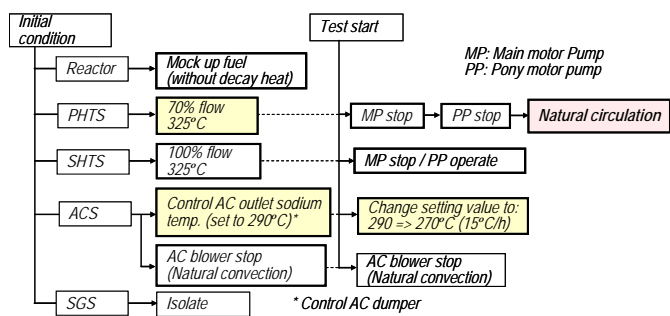 Initial
condition
Test start
MP: Main motor Pump
PP: Pony motor pump
Reactor
Mock up fuel
(without decay heat)
PHTS
70% flow
325°C
MP stop
PP stop
Natural circulation
SHTS
100% flow
325°C
MP stop / PP operate
ACS
Control AC outlet sodium
temp. (set to 290°C)*
Change setting value to:
290 => 270°C (15°C/h)
AC blower stop
(Natural convection)
AC blower stop
(Natural convection)
SGS
Isolate
* Control AC dumper